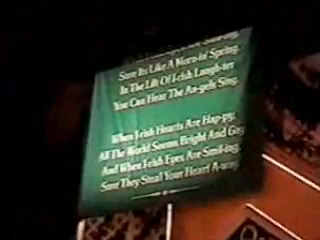 Sure Its Like A Morn-in' Spring.
In The Lilt Of I-rish Laugh-ter
You Can Hear The An-gels Sing.
When I-rish Hearts Are Hap-py,
All The World Seems Bright And Gay,
And When I-rish Eyes Are Smil-ing,
Sure They Steal Your Heart A-way.